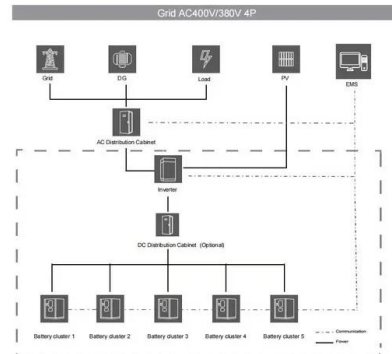 Grid AC400V/380V 4P
Grid
DG
Load
PV
EMS
AC Distribution Cabinet
Inverter
DC Distribution Cabinet (Optional)
Battery cluster 1
Battery cluster 2
Battery cluster 3
Battery cluster 4
Battery cluster 5
Communication
Power